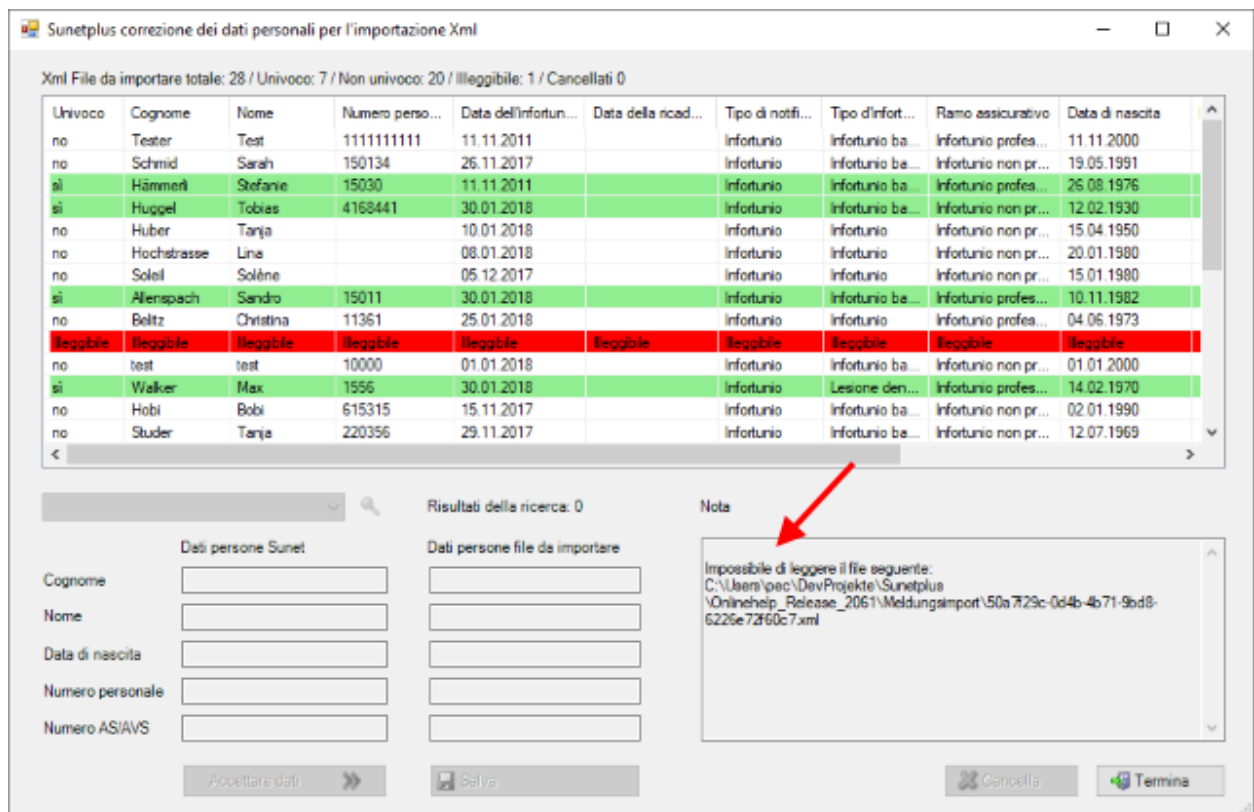 Sunetplus correzione dei dati personali per l'importazione Xml
Xml File da importare totale: 28 / Univoco: 7 / Non univoco: 20 / Illeggibile: 1 / Cancellati 0
Univoco Cognome Nome Numero perso... Data dell'infortun... Data della ricad... Tipo di notifi... Tipo d'infort... Ramo assicurativo Data di nascita
no Tester Test 1111111111 11.11.2011 Infortunio Infortunio ba... Infortunio profes... 11.11.2000
no Schmid Sarah 150134 26.11.2017 Infortunio Infortunio ba... Infortunio non pr... 19.05.1991
sì Hämmerli Stefanie 15030 11.11.2011 Infortunio Infortunio ba... Infortunio profes... 26.08.1976
sì Huggel Tobias 4168441 30.01.2018 Infortunio Infortunio ba... Infortunio non pr... 12.02.1930
no Huber Tanja 10.01.2018 Infortunio Infortunio Infortunio non pr... 15.04.1950
no Hochstrasse Lina 08.01.2018 Infortunio Infortunio Infortunio non pr... 20.01.1980
no Soleil Solène 05.12.2017 Infortunio Infortunio Infortunio non pr... 15.01.1980
sì Allenspach Sandro 15011 30.01.2018 Infortunio Infortunio ba... Infortunio profes... 10.11.1982
no Belitz Christina 11361 25.01.2018 Infortunio Infortunio Infortunio profes... 04.06.1973
Illeggibile Illeggibile Illeggibile Illeggibile Illeggibile Illeggibile Illeggibile Illeggibile Illeggibile Illeggibile
no test test 10000 01.01.2018 Infortunio Infortunio ba... Infortunio non pr... 01.01.2000
sì Walker Max 1556 30.01.2018 Infortunio Lesione den... Infortunio profes... 14.02.1970
no Hobi Bobi 615315 15.11.2017 Infortunio Infortunio ba... Infortunio non pr... 02.01.1990
no Studer Tanja 220356 29.11.2017 Infortunio Infortunio ba... Infortunio non pr... 12.07.1969
Risultati della ricerca: 0
Nota
Dati persone Sunet
Dati persone file da importare
Cognome
Nome
Data di nascita
Numero personale
Numero AS/AVS
Impossibile di leggere il file seguente:
C:\Users\pec\DevProjekte\Sunetplus
\Onlinehelp_Release_2061\Meldungsimport\50a7f29c-0d4b-4b71-9bd8-
6226e72f60c7.xml
Accettare dati
Salva
Cancella
Termina